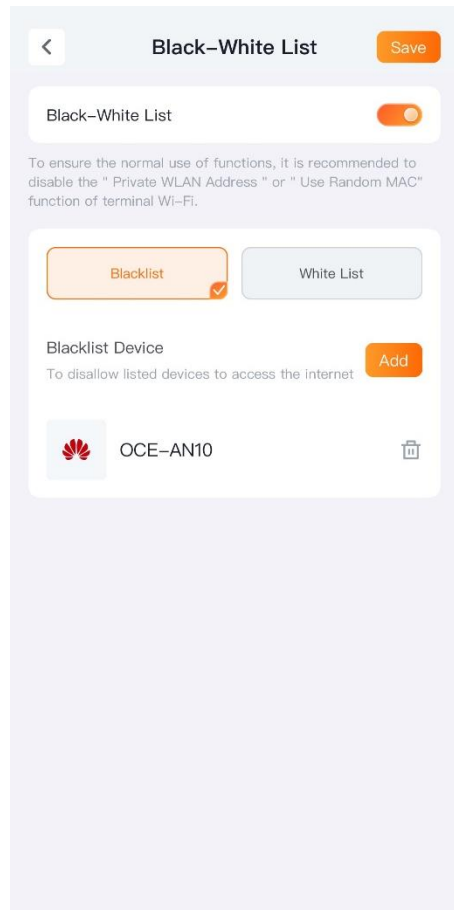 Black-White List
Save
Black-White List
To ensure the normal use of functions, it is recommended to
disable the " Private WLAN Address " or " Use Random MAC"
function of terminal Wi-Fi.
Blacklist
White List
Blacklist Device
Add
To disallow listed devices to access the internet
OCE-AN10